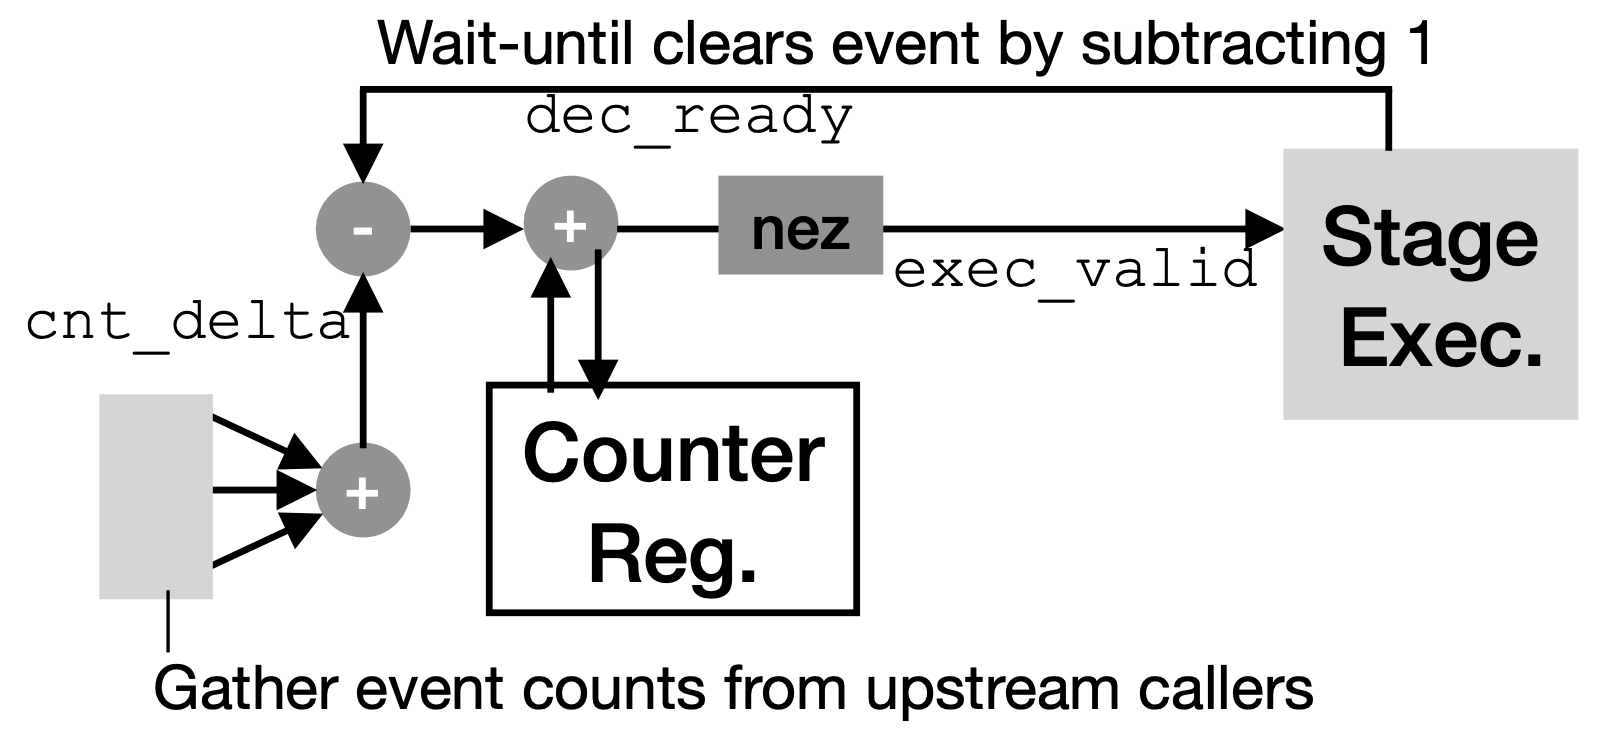 Wait-until clears event by subtracting 1
dec_ready
-
+
nez
exec_valid
Stage
Exec.
cnt_delta
+
Counter
Reg.
Gather event counts from upstream callers